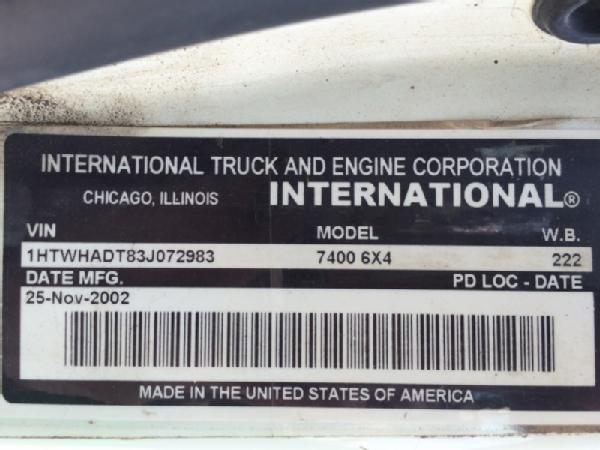 INTERNATIONAL TRUCK AND ENGINE CORPORATION
CHICAGO, ILLINOIS INTERNATIONAL®
VIN MODEL W.B.
1HTWHADT83J072983 7400 6X4 222
DATE MFG. PD LOC - DATE
25-Nov-2002
MADE IN THE UNITED STATES OF AMERICA